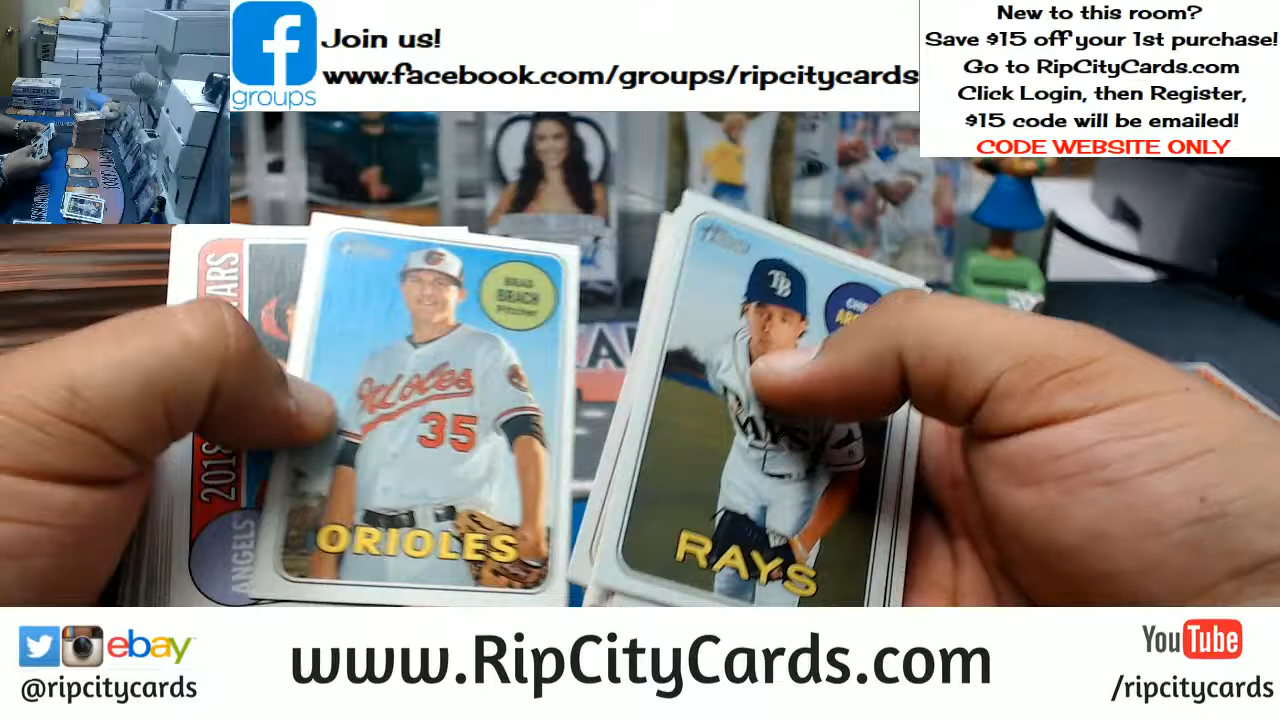 Join us!
www.facebook.com/groups/ripcitycards
groups
New to this room?
Save $15 off your 1st purchase!
Go to RipCityCards.com
Click Login, then Register,
$15 code will be emailed!
CODE WEBSITE ONLY
BRAD
BRACH
Pitcher
Orioles
35
ORIOLES
TB
RAYS
2018
ANGELS
ebay
@ripcitycards
www.RipCityCards.com
YouTube
/ripcitycards